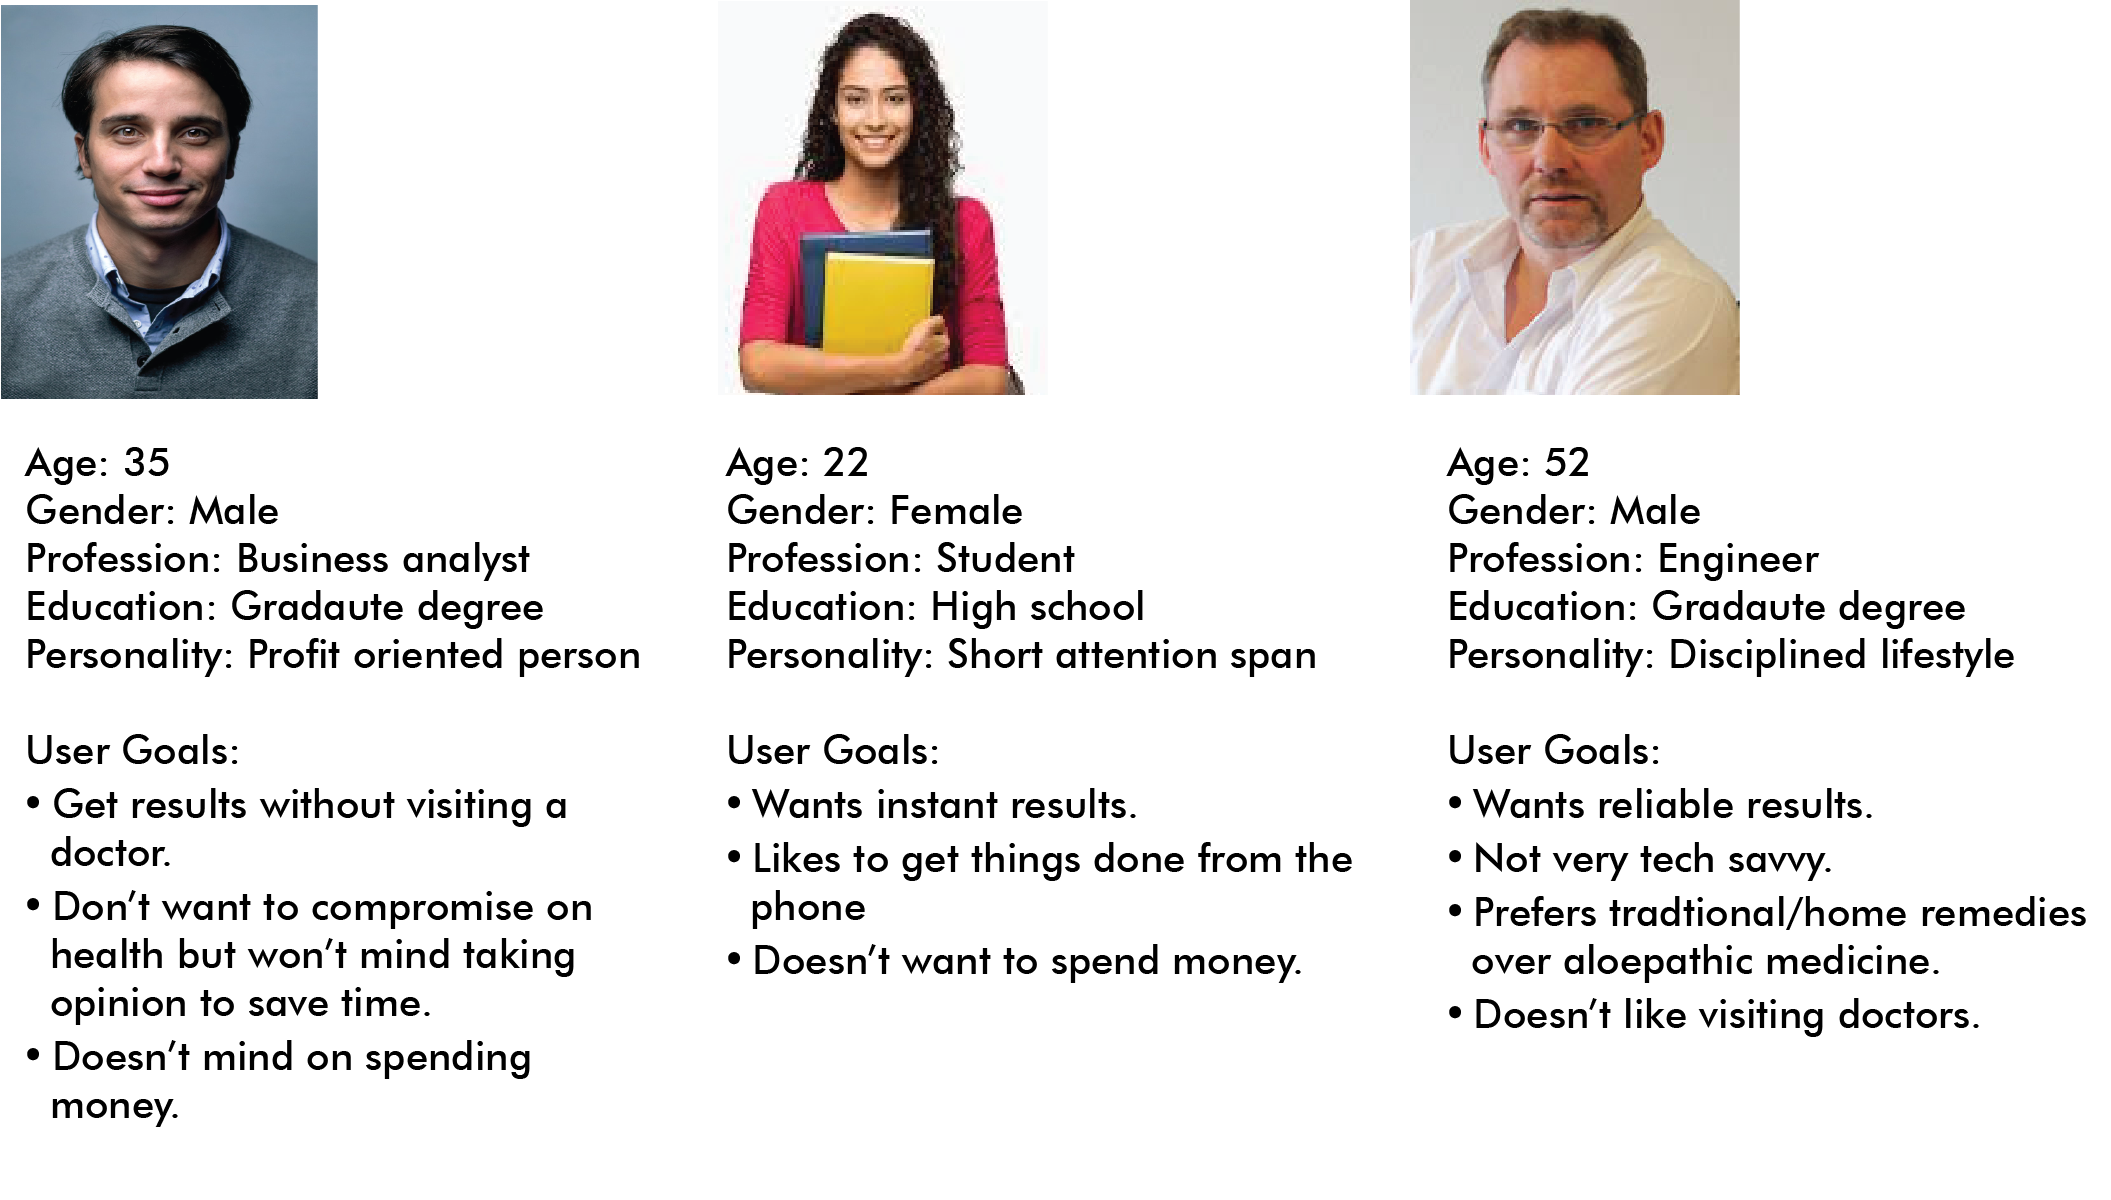 Age: 35
Gender: Male
Profession: Business analyst
Education: Gradaute degree
Personality: Profit oriented person
User Goals:
• Get results without visiting a
doctor.
• Don’t want to compromise on
health but won’t mind taking
opinion to save time.
• Doesn’t mind on spending
money.
Age: 22
Gender: Female
Profession: Student
Education: High school
Personality: Short attention span
User Goals:
• Wants instant results.
• Likes to get things done from the
phone
• Doesn’t want to spend money.
Age: 52
Gender: Male
Profession: Engineer
Education: Gradaute degree
Personality: Disciplined lifestyle
User Goals:
• Wants reliable results.
• Not very tech savvy.
• Prefers tradtional/home remedies
over aloepathic medicine.
• Doesn’t like visiting doctors.